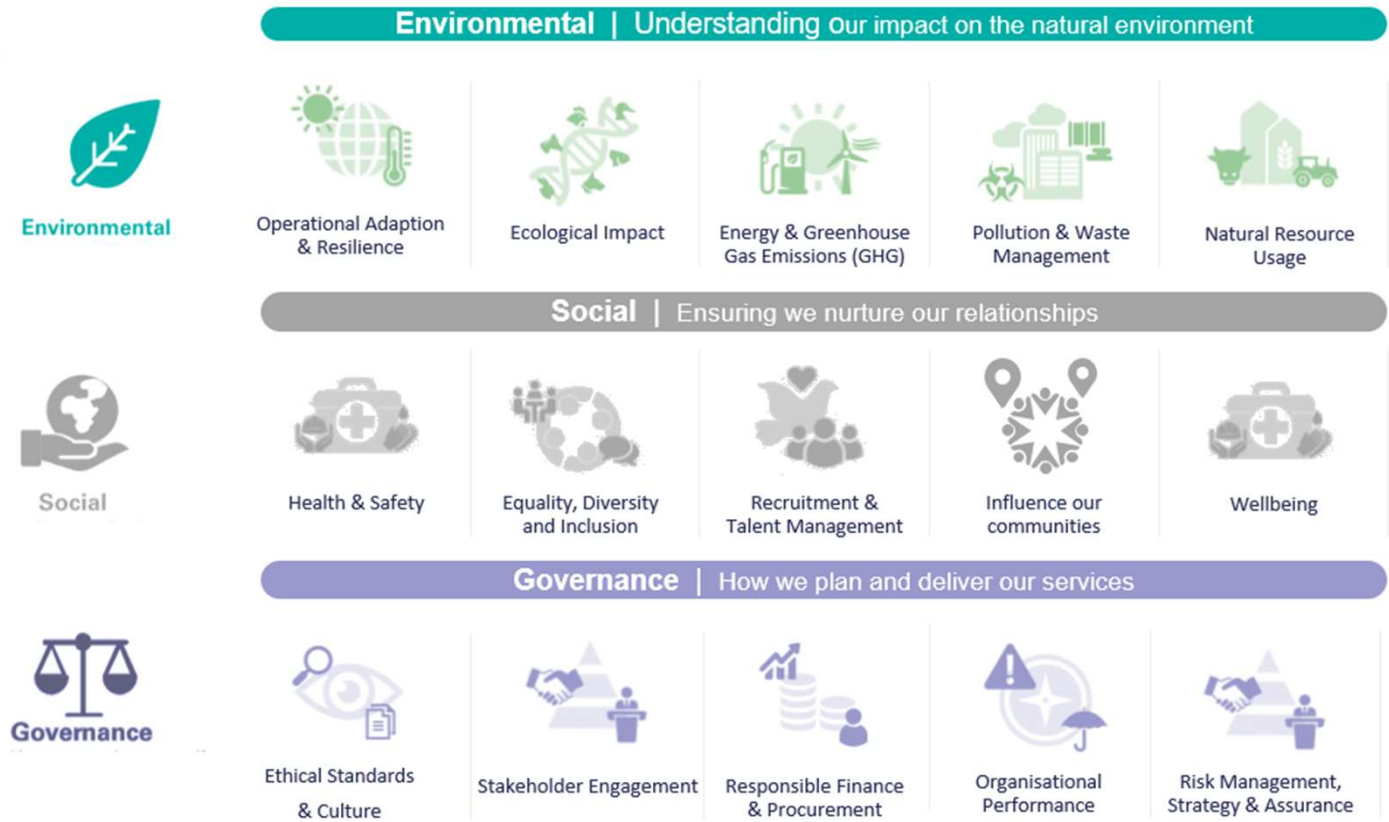 Environmental | Understanding our impact on the natural environment
Environmental
Operational Adaption
& Resilience
Ecological Impact
Energy & Greenhouse
Gas Emissions (GHG)
Pollution & Waste
Management
Natural Resource
Usage
Social | Ensuring we nurture our relationships
Social
Health & Safety
Equality, Diversity
and Inclusion
Recruitment &
Talent Management
Influence our
communities
Wellbeing
Governance | How we plan and deliver our services
Governance
Ethical Standards
& Culture
Stakeholder Engagement
Responsible Finance
& Procurement
Organisational
Performance
Risk Management,
Strategy & Assurance